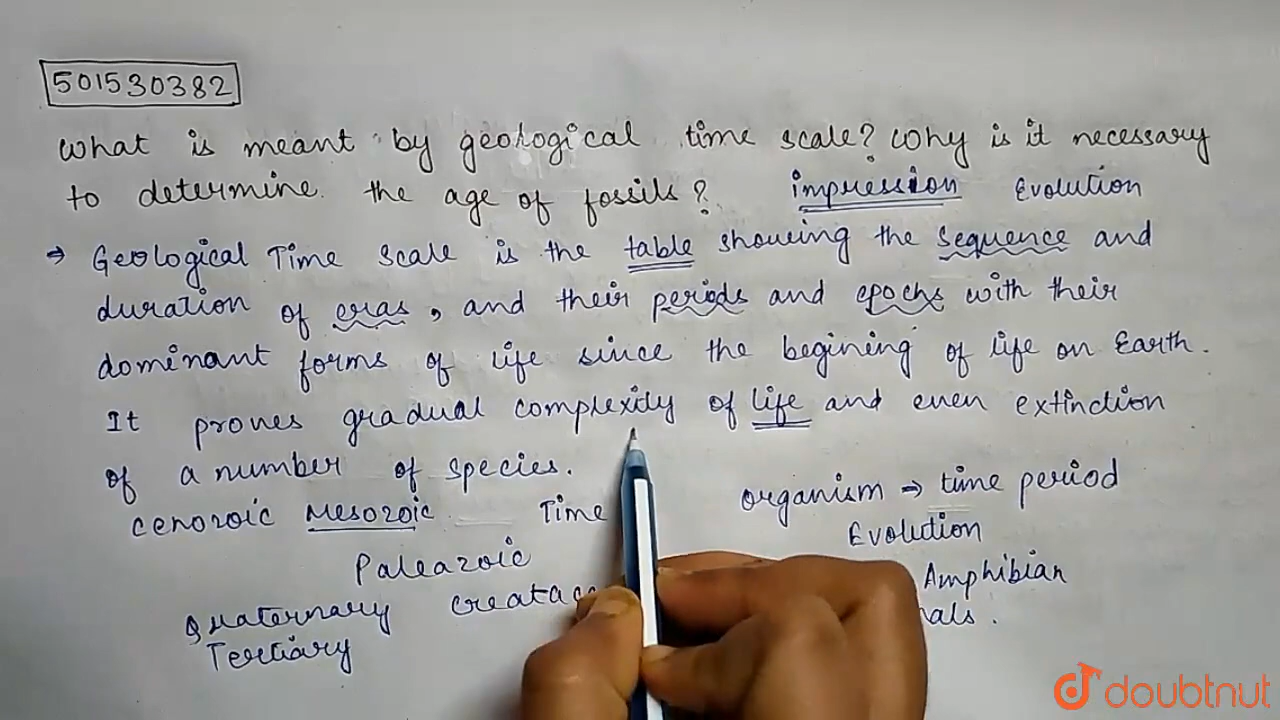 501530382
What is meant by geological time scale? Why is it necessary
to determine the age of fossils? impression Evolution
→ Geological Time scale is the table showing the sequence and
duration of eras, and their periods and epochs with their
dominant forms of life since the begining of life on Earth.
It proves gradual complexity of life and even extinction
of a number of species.
Cenozoic Mesozoic Time organism → time period
Evolution
Paleazoic Amphibian
Quaternary
Tertiary
doubtnut